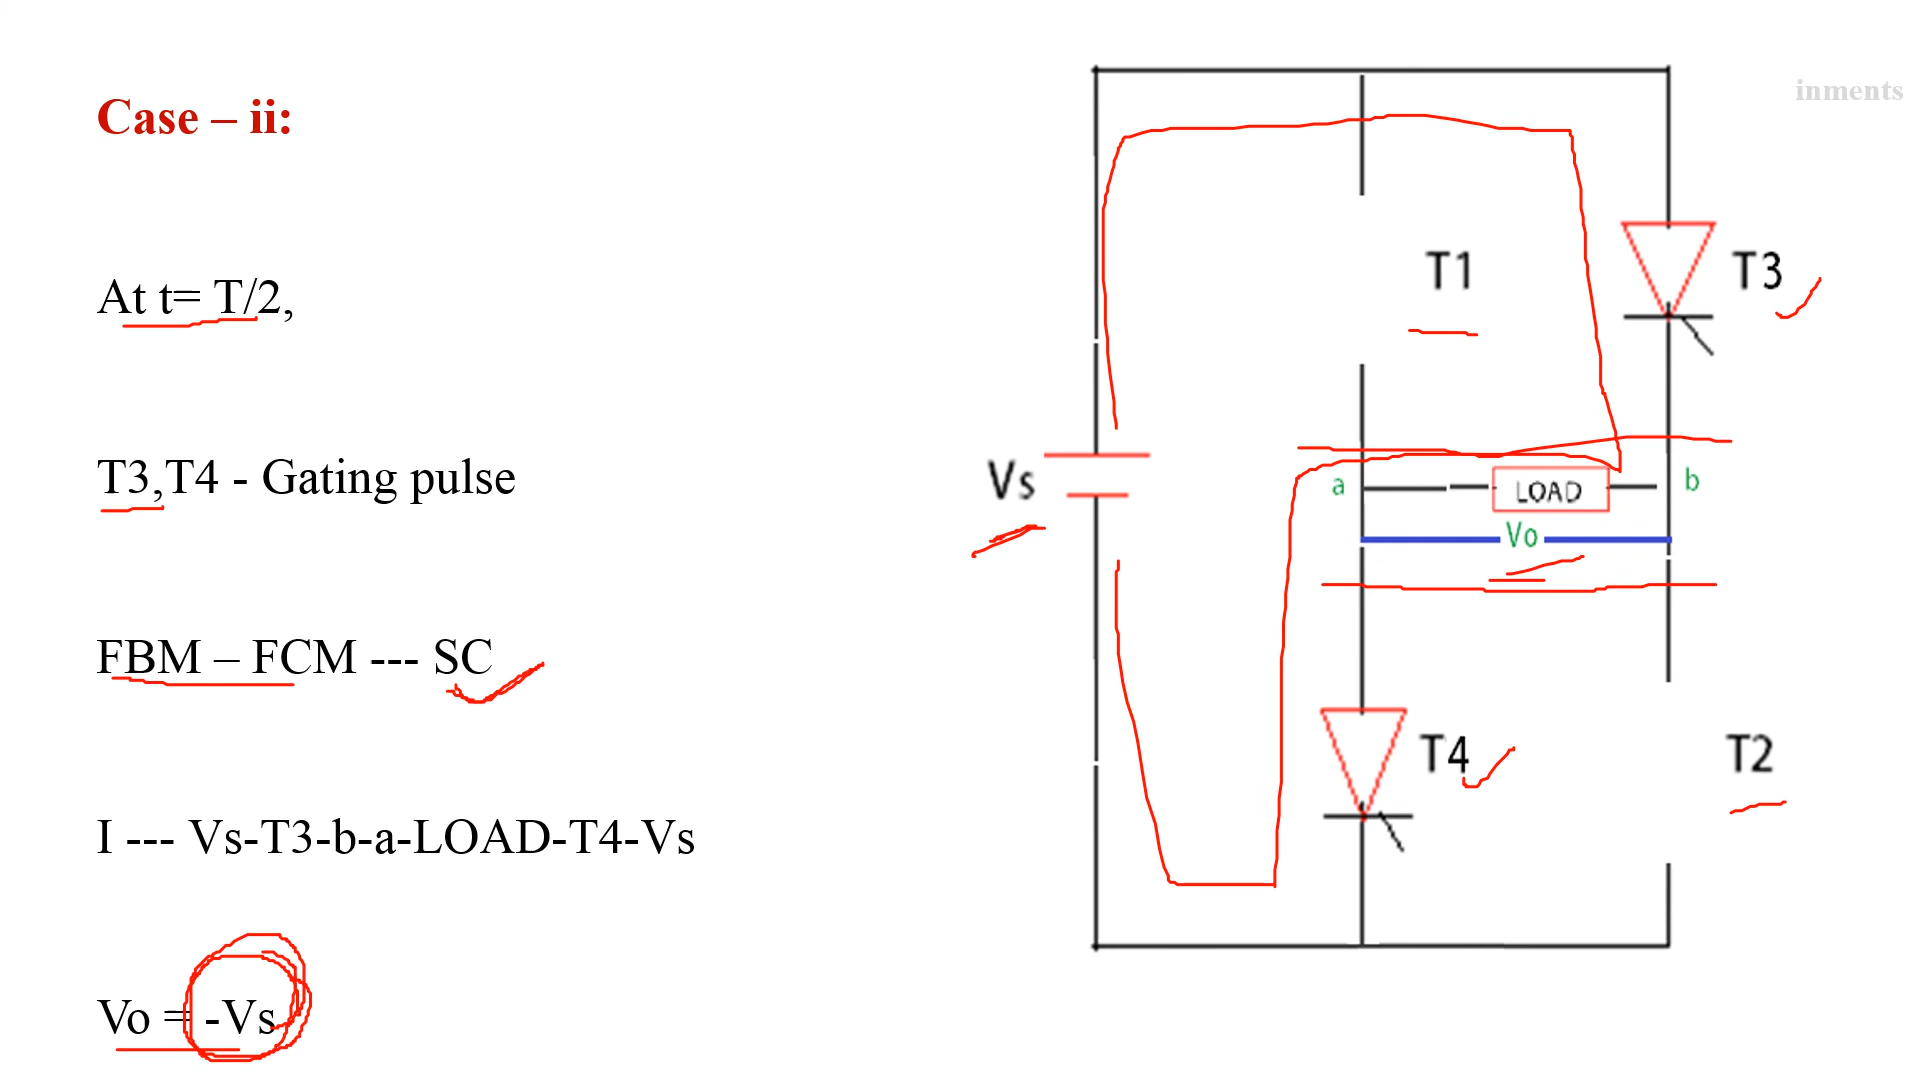 Case – ii:
At t= T/2,
T3,T4 - Gating pulse
FBM – FCM --- SC
I --- Vs-T3-b-a-LOAD-T4-Vs
Vo = -Vs
inments
T1
T3
Vs
a
LOAD
b
Vo
T4
T2